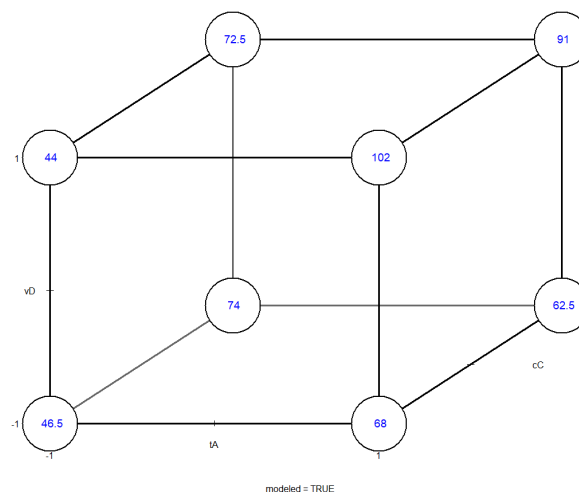 72.5 91
1 44 102
vD 74 62.5
cC
-1 46.5 68
-1 tA 1
modeled = TRUE